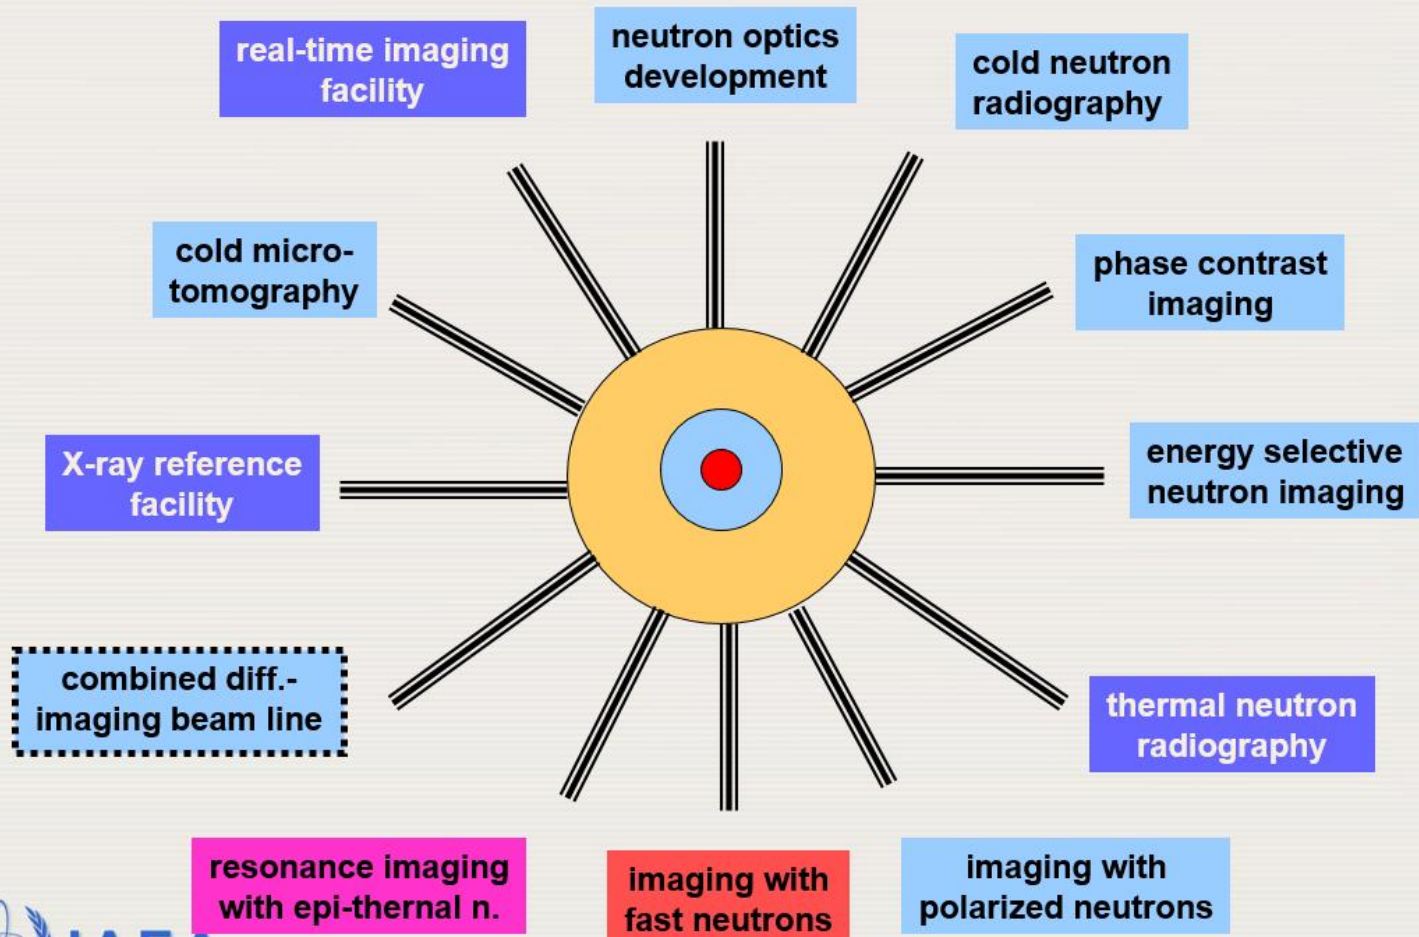 real-time imaging
facility
neutron optics
development
cold neutron
radiography
cold micro-
tomography
phase contrast
imaging
X-ray reference
facility
energy selective
neutron imaging
combined diff.-
imaging beam line
thermal neutron
radiography
resonance imaging
with epi-thernal n.
imaging with
fast neutrons
imaging with
polarized neutrons